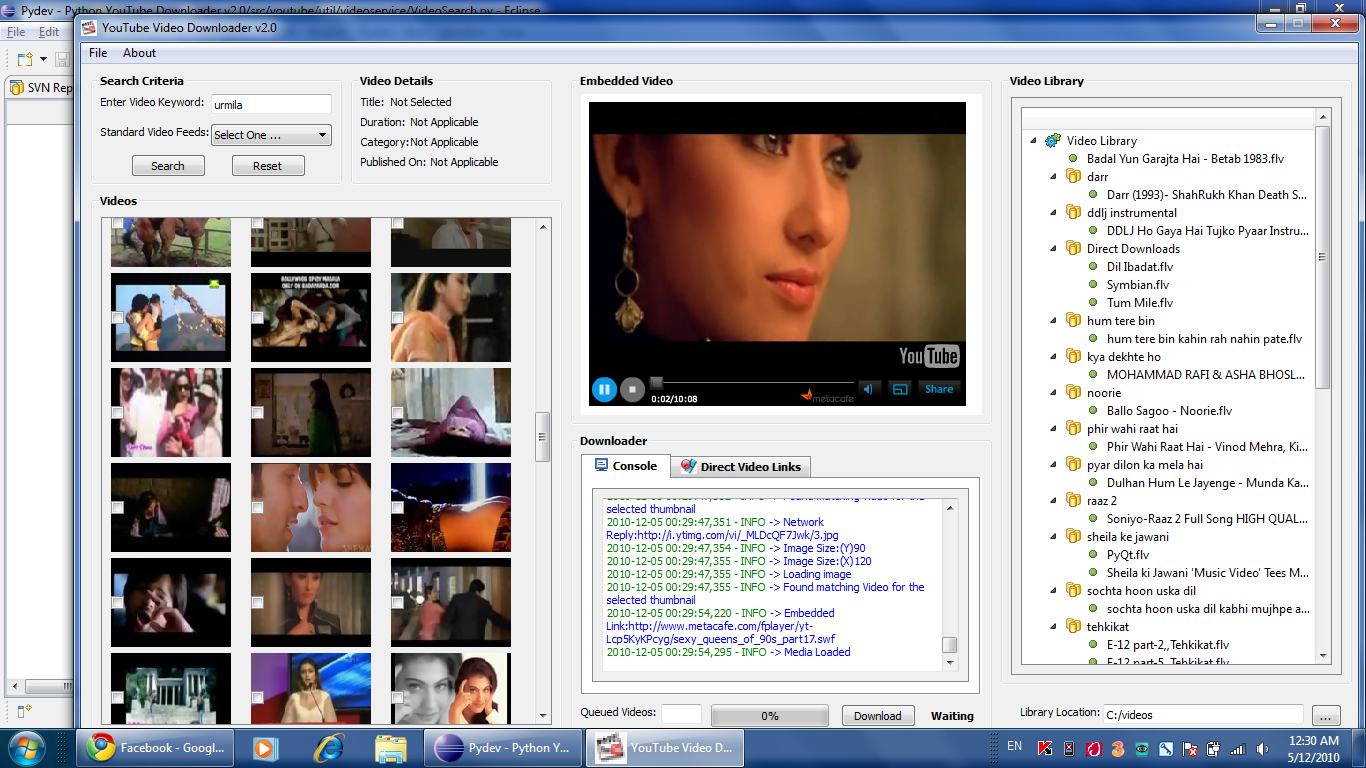 Pydev - Python YouTube Downloader v2.0/src/youtube/util/videoservice/VideoSearch.py - Eclipse
File Edit
SVN Rep
YouTube Video Downloader v2.0
File About
Search Criteria
Enter Video Keyword: urmila
Standard Video Feeds: Select One ...
Search Reset
Video Details
Title: Not Selected
Duration: Not Applicable
Category: Not Applicable
Published On: Not Applicable
Videos
BOLLYWOOD SPICY MASALA
Embedded Video
YouTube
0:02/10:08
metacafe
Share
Downloader
Console Direct Video Links
selected thumbnail
2010-12-05 00:29:47,351 - INFO -> Network
Reply:http://i.ytimg.com/vi/_MLDcQF7Jwk/3.jpg
2010-12-05 00:29:47,354 - INFO -> Image Size:(Y)90
2010-12-05 00:29:47,355 - INFO -> Image Size:(X)120
2010-12-05 00:29:47,355 - INFO -> Loading image
2010-12-05 00:29:47,355 - INFO -> Found matching Video for the
selected thumbnail
2010-12-05 00:29:54,220 - INFO -> Embedded
Link:http://www.metacafe.com/fplayer/yt-
Lcp5KyKPcyg/sexy_queens_of_90s_part17.swf
2010-12-05 00:29:54,295 - INFO -> Media Loaded
Queued Videos: 0% Download Waiting
Video Library
Video Library
Badal Yun Garajta Hai - Betab 1983.flv
darr
Darr (1993)- ShahRukh Khan Death S...
ddlj instrumental
DDLJ Ho Gaya Hai Tujko Pyaar Instru...
Direct Downloads
Dil Ibadat.flv
Symbian.flv
Tum Mile.flv
hum tere bin
hum tere bin kahin rah nahin pate.flv
kya dekhte ho
MOHAMMAD RAFI & ASHA BHOSL...
noorie
Ballo Sagoo - Noorie.flv
phir wahi raat hai
Phir Wahi Raat Hai - Vinod Mehra, Ki...
pyar dilon ka mela hai
Dulhan Hum Le Jayenge - Munda Ka...
raaz 2
Soniyo-Raaz 2 Full Song HIGH QUAL...
sheila ke jawani
PyQt.flv
Sheila ki Jawani 'Music Video' Tees M...
sochta hoon uska dil
sochta hoon uska dil kabhi mujhpe a...
tehkikat
E-12 part-2,,Tehkikat.flv
E-12 part-5, Tehkikat.flv
Library Location: C:/videos ...
Facebook - Googl...
Pydev - Python Y...
YouTube Video D...
EN
12:30 AM
5/12/2010